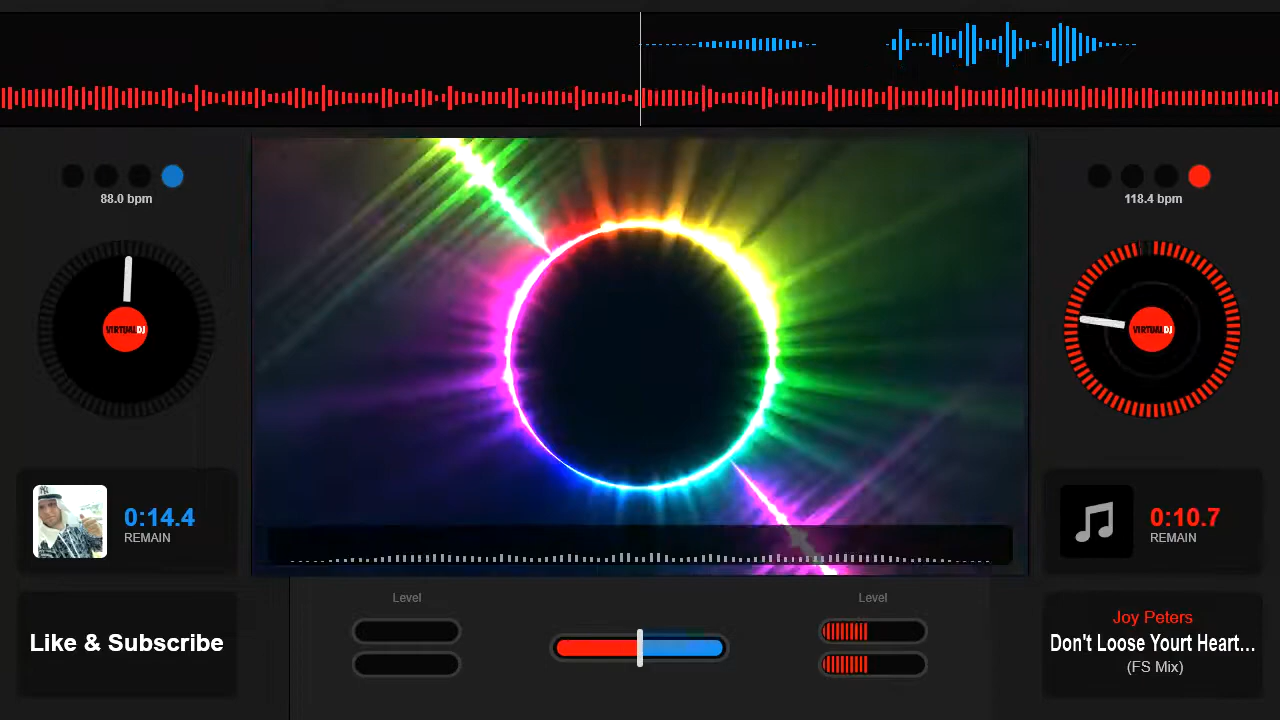 88.0 bpm
118.4 bpm
VIRTUALDJ
VIRTUALDJ
0:14.4
REMAIN
0:10.7
REMAIN
Level
Level
Like & Subscribe
Joy Peters
Don't Loose Yourt Heart...
(FS Mix)